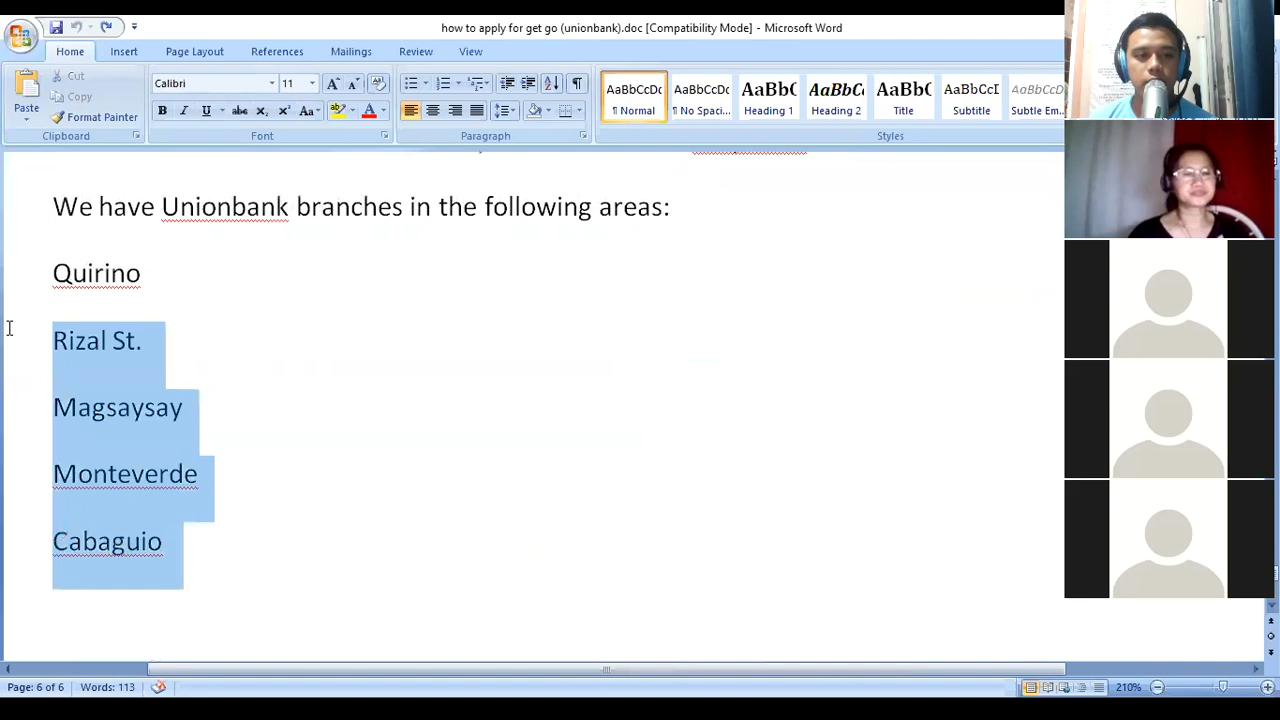 how to apply for get go (unionbank).doc [Compatibility Mode] - Microsoft Word
Home Insert Page Layout References Mailings Review View
Paste
Cut
Copy
Format Painter
Clipboard
Calibri 11
Font
Paragraph
AaBbCcDc AaBbCcDc AaBbC AaBbC AaBbC AaBbCcI AaBbCcD
¶ Normal ¶ No Spaci... Heading 1 Heading 2 Title Subtitle Subtle Em...
Styles
We have Unionbank branches in the following areas:
Quirino
Rizal St.
Magsaysay
Monteverde
Cabaguio
Page: 6 of 6 Words: 113 210%